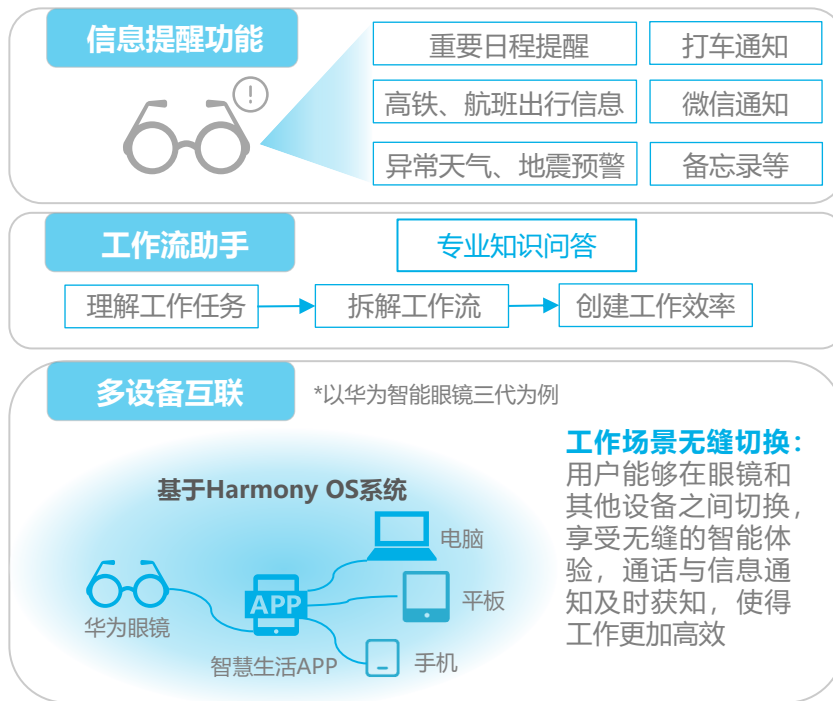 信息提醒功能
重要日程提醒
打车通知
高铁、航班出行信息
微信通知
异常天气、地震预警
备忘录等
工作流助手
专业知识问答
理解工作任务
拆解工作流
创建工作效率
多设备互联
*以华为智能眼镜三代为例
基于Harmony OS系统
电脑
APP
平板
华为眼镜
智慧生活APP
手机
工作场景无缝切换：
用户能够在眼镜和
其他设备之间切换，
享受无缝的智能体
验，通话与信息通
知及时获知，使得
工作更加高效